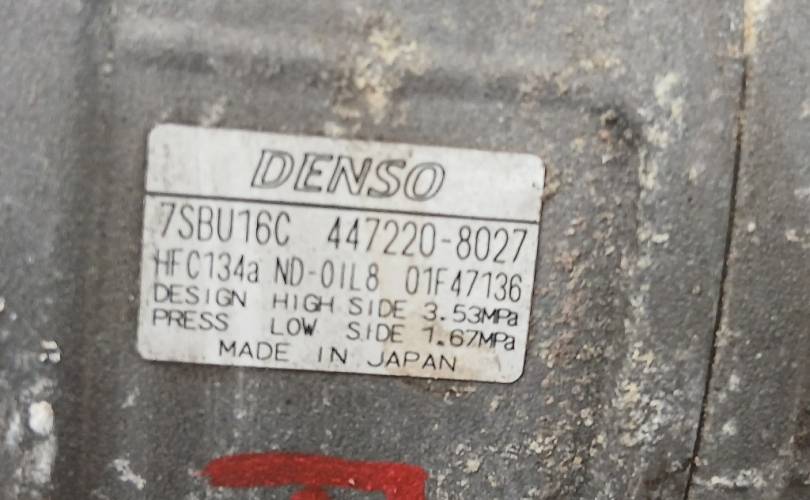 DENSO
7SBU16C 447220-8027
HFC134a ND-OIL8 01F47136
DESIGN HIGH SIDE 3.53MPa
PRESS LOW SIDE 1.67MPa
MADE IN JAPAN